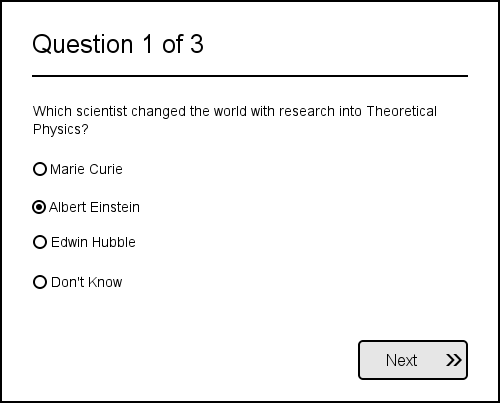 Question 1 of 3
Which scientist changed the world with research into Theoretical
Physics?
Marie Curie
Albert Einstein
Edwin Hubble
Don't Know
Next »